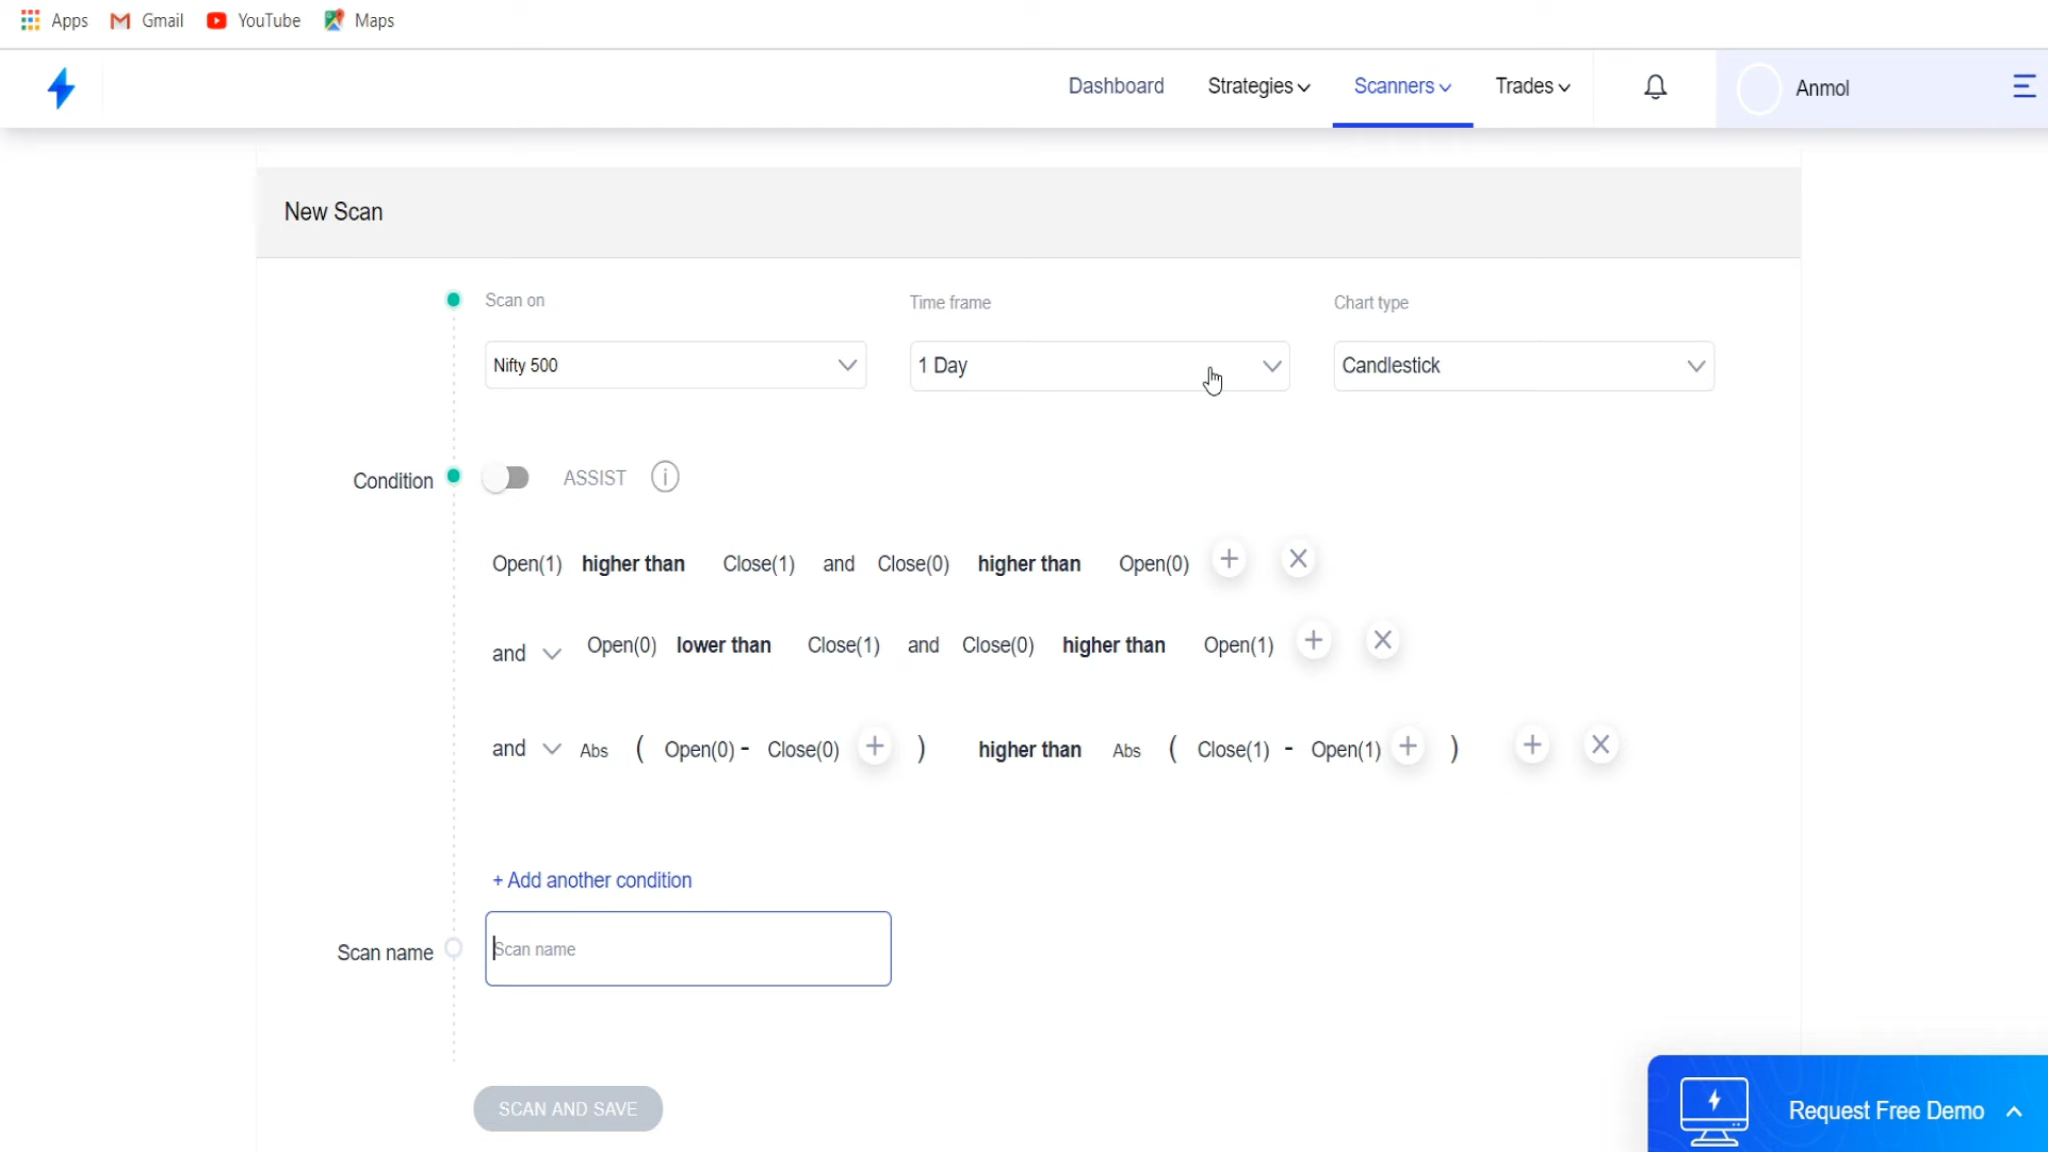 Apps Gmail YouTube Maps
Dashboard Strategies Scanners Trades Anmol
New Scan
Scan on Time frame Chart type
Nifty 500 1 Day Candlestick
Condition ASSIST i
Open(1) higher than Close(1) and Close(0) higher than Open(0) + X
and Open(0) lower than Close(1) and Close(0) higher than Open(1) + X
and Abs ( Open(0) - Close(0) + ) higher than Abs ( Close(1) - Open(1) + ) + X
+ Add another condition
Scan name Scan name
SCAN AND SAVE
Request Free Demo